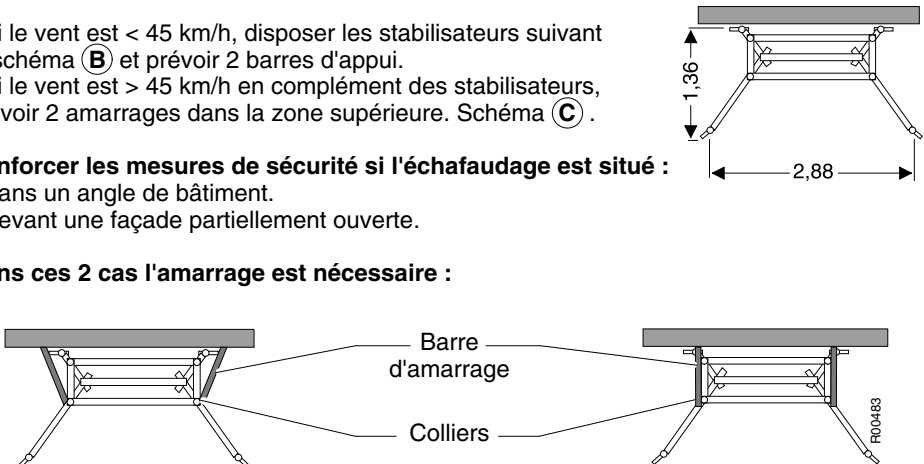 i le vent est < 45 km/h, disposer les stabilisateurs suivant
schéma B et prévoir 2 barres d'appui.
i le vent est > 45 km/h en complément des stabilisateurs,
voir 2 amarrages dans la zone supérieure. Schéma C .
nforcer les mesures de sécurité si l'échafaudage est situé :
ans un angle de bâtiment.
evant une façade partiellement ouverte.
ns ces 2 cas l'amarrage est nécessaire :
1,36
2,88
Barre
d'amarrage
Colliers
R00483